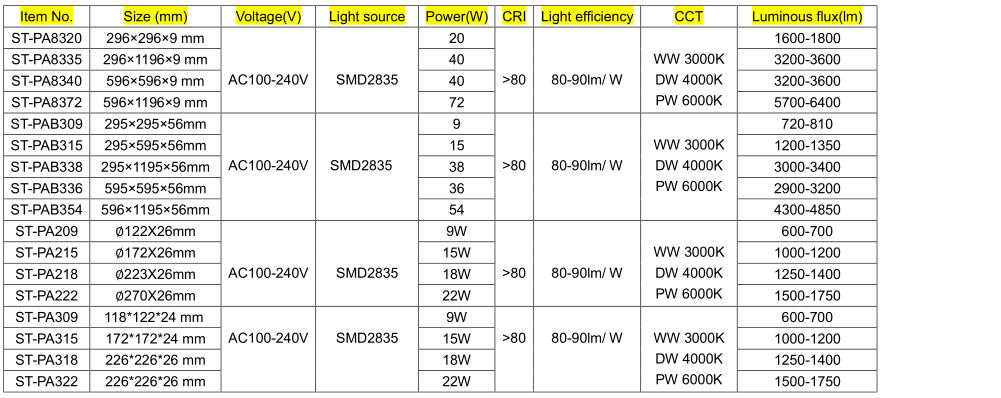 Item No. Size (mm) Voltage(V) Light source Power(W) CRI Light efficiency CCT Luminous flux(lm)
ST-PA8320 296×296×9 mm 20 1600-1800
ST-PA8335 296×1196×9 mm 40 WW 3000K 3200-3600
ST-PA8340 596×596×9 mm AC100-240V SMD2835 40 >80 80-90lm/ W DW 4000K 3200-3600
ST-PA8372 596×1196×9 mm 72 PW 6000K 5700-6400
ST-PAB309 295×295×56mm 9 720-810
ST-PAB315 295×595×56mm 15 WW 3000K 1200-1350
ST-PAB338 295×1195×56mm AC100-240V SMD2835 38 >80 80-90lm/ W DW 4000K 3000-3400
ST-PAB336 595×595×56mm 36 PW 6000K 2900-3200
ST-PAB354 596×1195×56mm 54 4300-4850
ST-PA209 Ø122X26mm 9W 600-700
ST-PA215 Ø172X26mm 15W WW 3000K 1000-1200
ST-PA218 Ø223X26mm AC100-240V SMD2835 18W >80 80-90lm/ W DW 4000K 1250-1400
ST-PA222 Ø270X26mm 22W PW 6000K 1500-1750
ST-PA309 118*122*24 mm 9W 600-700
ST-PA315 172*172*24 mm AC100-240V SMD2835 15W >80 80-90lm/ W WW 3000K 1000-1200
ST-PA318 226*226*26 mm 18W DW 4000K 1250-1400
ST-PA322 226*226*26 mm 22W PW 6000K 1500-1750